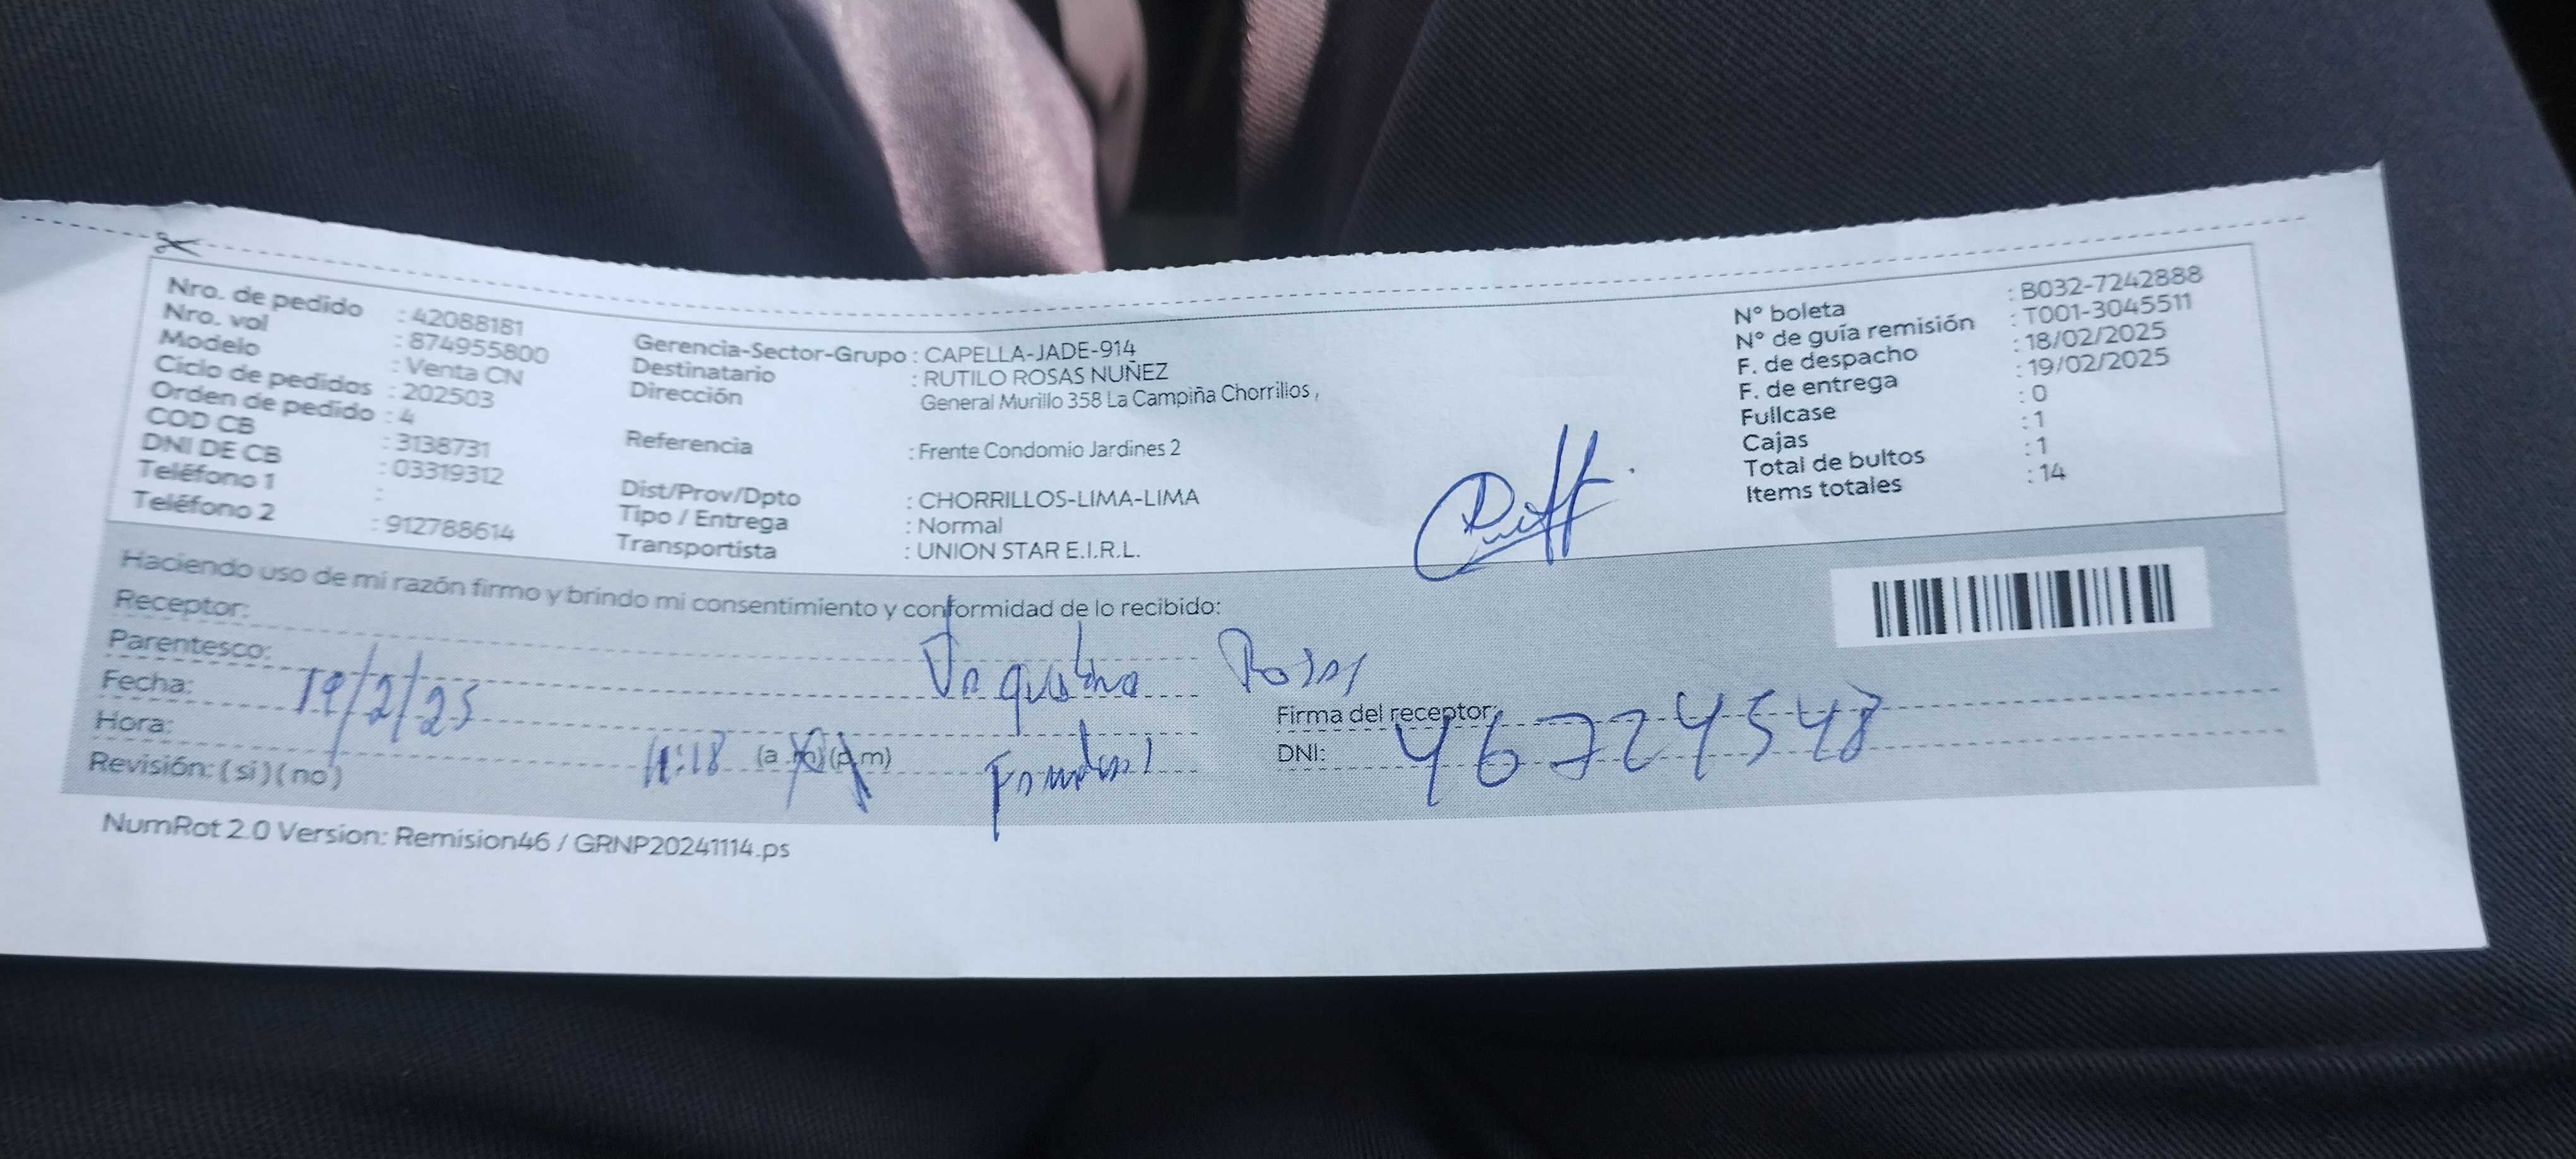 Nro. de pedido : 42088181
Nro. vol : 874955800
Modelo : Venta CN
Ciclo de pedidos : 202503
Orden de pedido : 4
COD CB : 3138731
DNI DE CB : 03319312
Teléfono 1 :
Teléfono 2 : 912788614
Gerencia-Sector-Grupo : CAPELLA-JADE-914
Destinatario : RUTILO ROSAS NUÑEZ
Dirección General Murillo 358 La Campiña Chorrillos ,
Referencia : Frente Condomio Jardines 2
Dist/Prov/Dpto : CHORRILLOS-LIMA-LIMA
Tipo / Entrega : Normal
Transportista : UNION STAR E.I.R.L.
N° boleta : B032-7242888
N° de guía remisión : T001-3045511
F. de despacho : 18/02/2025
F. de entrega : 19/02/2025
Fullcase : 0
Cajas : 1
Total de bultos : 1
Items totales : 14
Haciendo uso de mi razón firmo y brindo mi consentimiento y conformidad de lo recibido:
Receptor: Rosas
Parentesco:
Fecha: 19/2/25
Hora: 11:18 (a.m)(p.m)
Revisión: ( si ) ( no )
Firma del receptor:
DNI: 46724548
NumRot 2.0 Version: Remision46 / GRNP20241114.ps